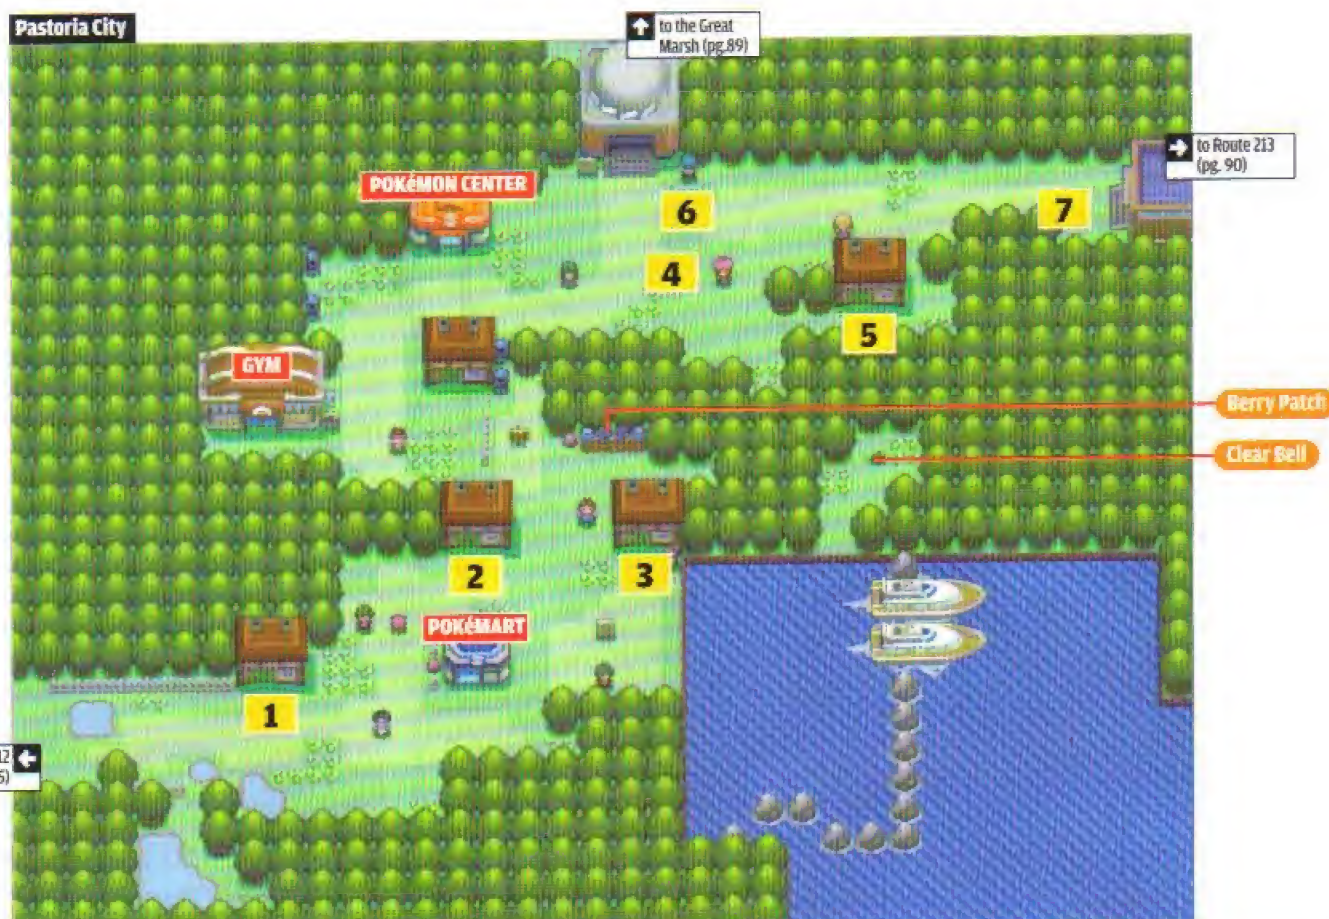 Pastoria City
to the Great
Marsh (pg.89)
to Route 213
(pg. 90)
POKéMON CENTER
6
7
4
5
GYM
Berry Patch
Clear Bell
2
3
POKéMART
1